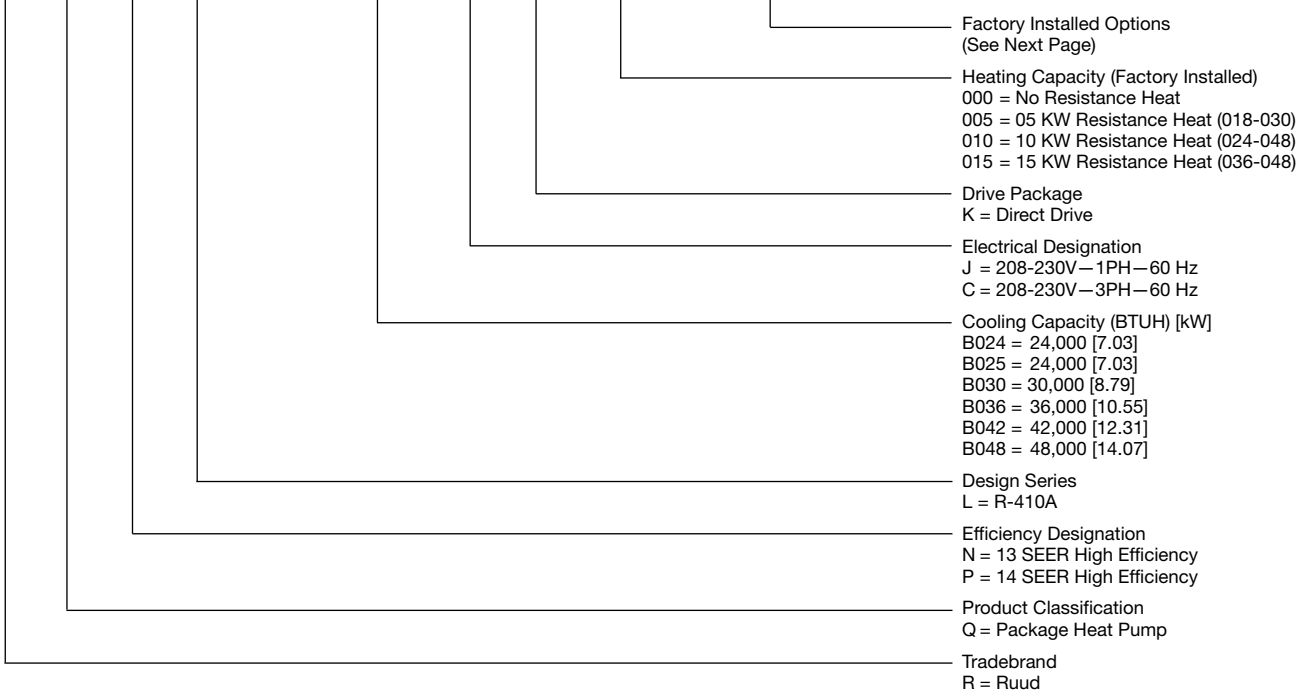 Factory Installed Options
(See Next Page)
Heating Capacity (Factory Installed)
000 = No Resistance Heat
005 = 05 KW Resistance Heat (018-030)
010 = 10 KW Resistance Heat (024-048)
015 = 15 KW Resistance Heat (036-048)
Drive Package
K = Direct Drive
Electrical Designation
J = 208-230V—1PH—60 Hz
C = 208-230V—3PH—60 Hz
Cooling Capacity (BTUH) [kW]
B024 = 24,000 [7.03]
B025 = 24,000 [7.03]
B030 = 30,000 [8.79]
B036 = 36,000 [10.55]
B042 = 42,000 [12.31]
B048 = 48,000 [14.07]
Design Series
L = R-410A
Efficiency Designation
N = 13 SEER High Efficiency
P = 14 SEER High Efficiency
Product Classification
Q = Package Heat Pump
Tradebrand
R = Ruud